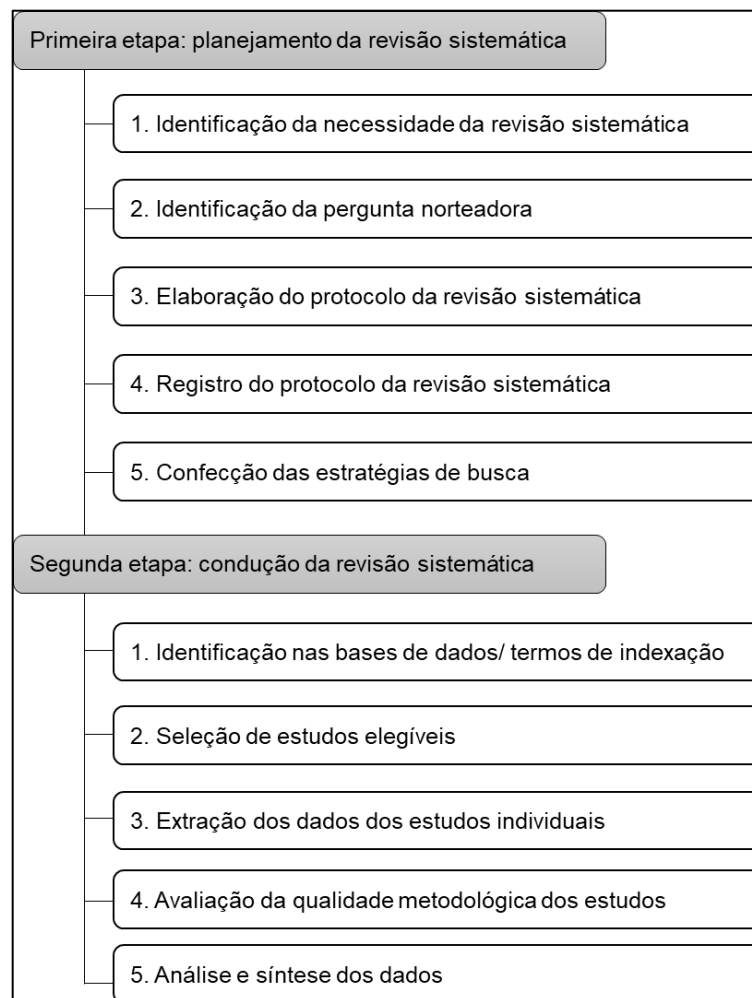 Primeira etapa: planejamento da revisão sistemática
1. Identificação da necessidade da revisão sistemática
2. Identificação da pergunta norteadora
3. Elaboração do protocolo da revisão sistemática
4. Registro do protocolo da revisão sistemática
5. Confecção das estratégias de busca
Segunda etapa: condução da revisão sistemática
1. Identificação nas bases de dados/ termos de indexação
2. Seleção de estudos elegíveis
3. Extração dos dados dos estudos individuais
4. Avaliação da qualidade metodológica dos estudos
5. Análise e síntese dos dados